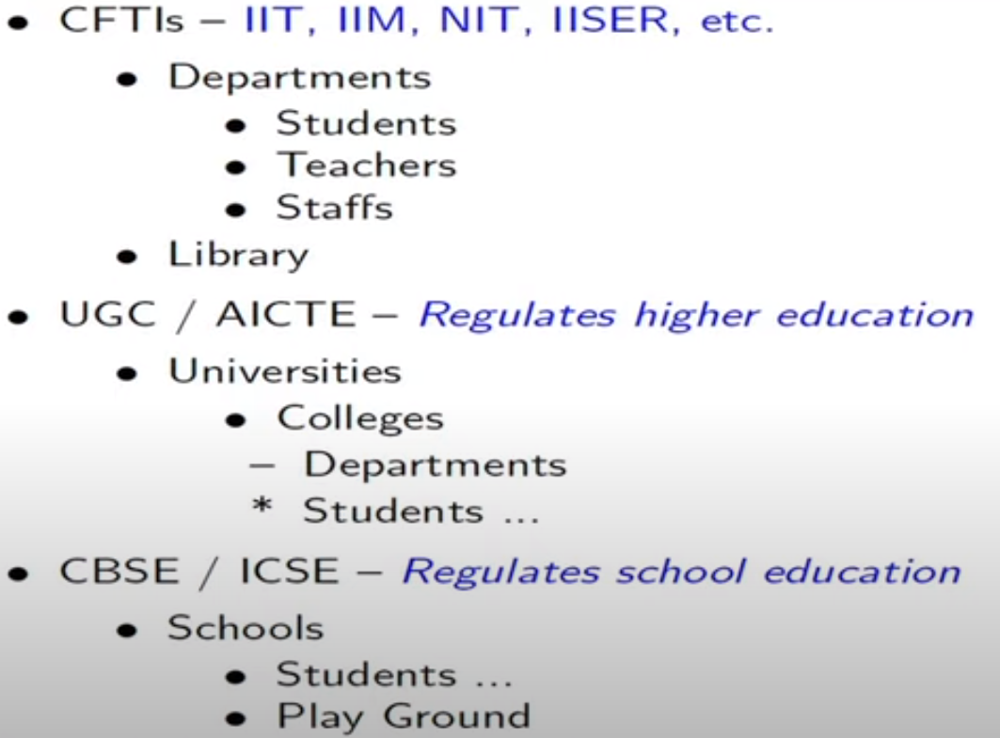 • CFTIs – IIT, IIM, NIT, IISER, etc.
• Departments
• Students
• Teachers
• Staffs
• Library
• UGC / AICTE – Regulates higher education
• Universities
• Colleges
– Departments
* Students ...
• CBSE / ICSE – Regulates school education
• Schools
• Students ...
• Play Ground